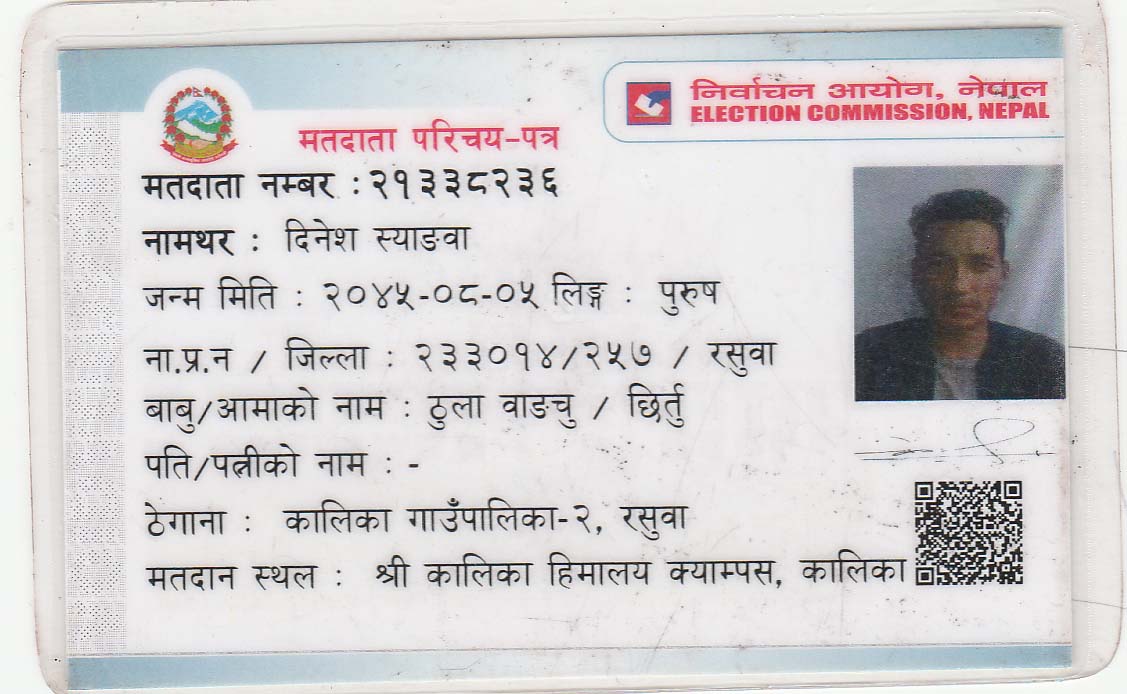 निर्वाचन आयोग, नेपाल
ELECTION COMMISSION, NEPAL
मतदाता परिचय-पत्र
मतदाता नम्बर : २१३३८२३६
नामथर : दिनेश स्याङवा
जन्म मिति : २०४५-०८-०५ लिङ्ग : पुरुष
ना.प्र.न / जिल्ला : २३३०१४/२५७ / रसुवा
बाबु/आमाको नाम : ठुला वाङचु / छिर्तु
पति/पत्नीको नाम : -
ठेगाना : कालिका गाउँपालिका-२, रसुवा
मतदान स्थल : श्री कालिका हिमालय क्याम्पस, कालिका